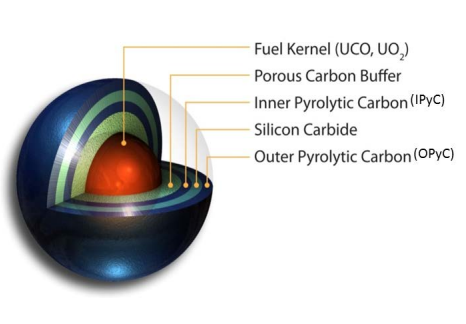 Fuel Kernel (UCO, UO₂)
Porous Carbon Buffer
Inner Pyrolytic Carbon (IPyC)
Silicon Carbide
Outer Pyrolytic Carbon (OPyC)